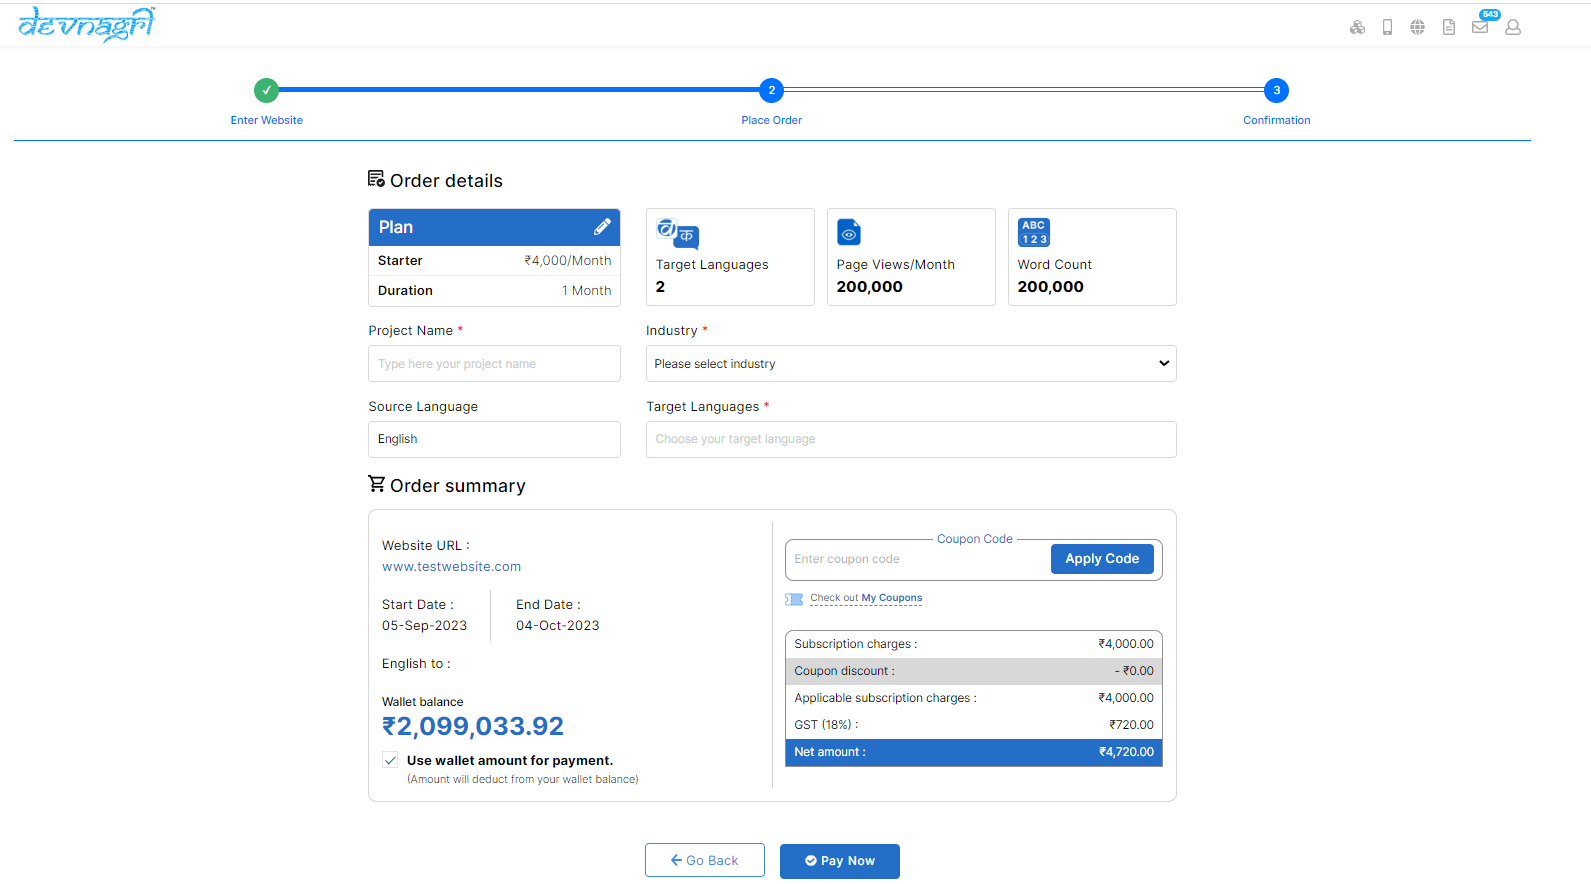 devnagri
TM
543
2
3
Enter Website
Place Order
Confirmation
Order details
Plan
Starter
₹4,000/Month
Duration
1 Month
Target Languages
2
Page Views/Month
200,000
ABC
123
Word Count
200,000
Project Name *
Type here your project name
Industry *
Please select industry
Source Language
English
Target Languages *
Choose your target language
Order summary
Website URL :
www.testwebsite.com
Start Date :
05-Sep-2023
End Date :
04-Oct-2023
English to :
Wallet balance
₹2,099,033.92
Use wallet amount for payment.
(Amount will deduct from your wallet balance)
Coupon Code
Enter coupon code
Apply Code
Check out My Coupons
Subscription charges : ₹4,000.00
Coupon discount : - ₹0.00
Applicable subscription charges : ₹4,000.00
GST (18%) : ₹720.00
Net amount : ₹4,720.00
Go Back
Pay Now